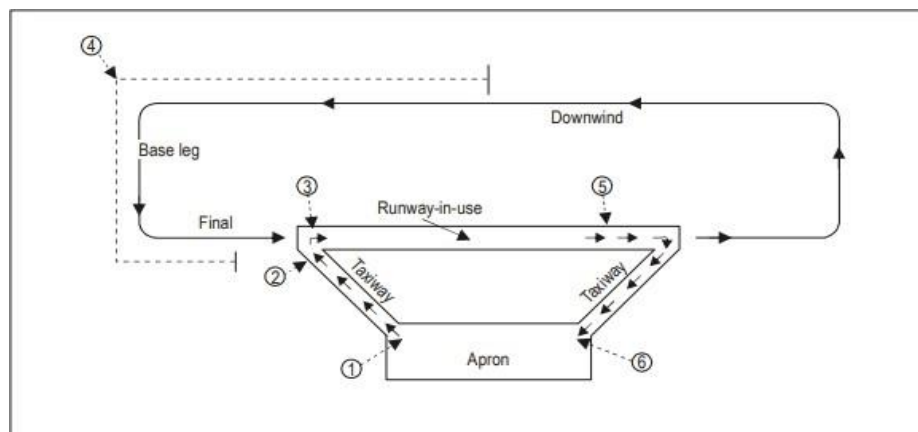 ④
Downwind
Base leg
③
⑤
Runway-in-use
Final
②
Taxiway
Taxiway
①
Apron
⑥